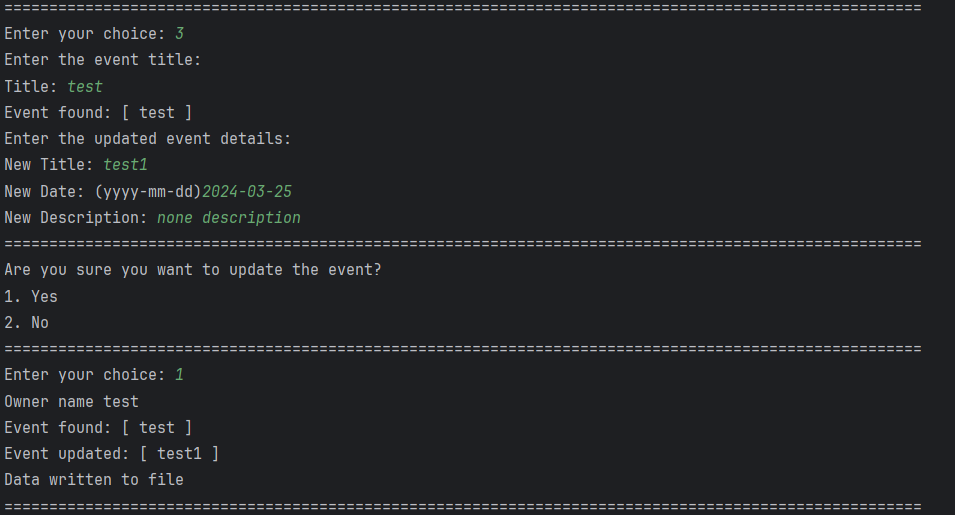 ======================================================================================================
Enter your choice: 3
Enter the event title:
Title: test
Event found: [ test ]
Enter the updated event details:
New Title: test1
New Date: (yyyy-mm-dd)2024-03-25
New Description: none description
======================================================================================================
Are you sure you want to update the event?
1. Yes
2. No
======================================================================================================
Enter your choice: 1
Owner name test
Event found: [ test ]
Event updated: [ test1 ]
Data written to file
======================================================================================================